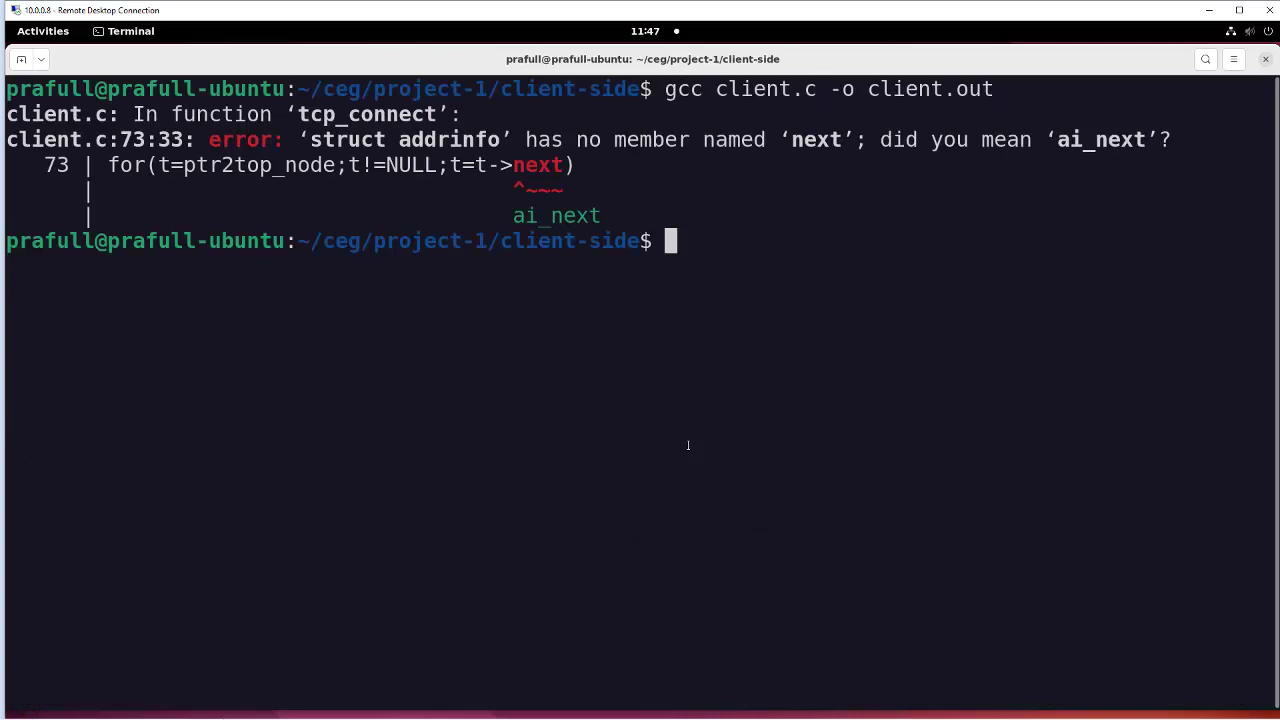 10.0.0.8 - Remote Desktop Connection
Activities
Terminal
11:47
prafull@prafull-ubuntu: ~/ceg/project-1/client-side
prafull@prafull-ubuntu:~/ceg/project-1/client-side$ gcc client.c -o client.out
client.c: In function ‘tcp_connect’:
client.c:73:33: error: ‘struct addrinfo’ has no member named ‘next’; did you mean ‘ai_next’?
73 | for(t=ptr2top_node;t!=NULL;t=t->next)
| ^~~~
| ai_next
prafull@prafull-ubuntu:~/ceg/project-1/client-side$